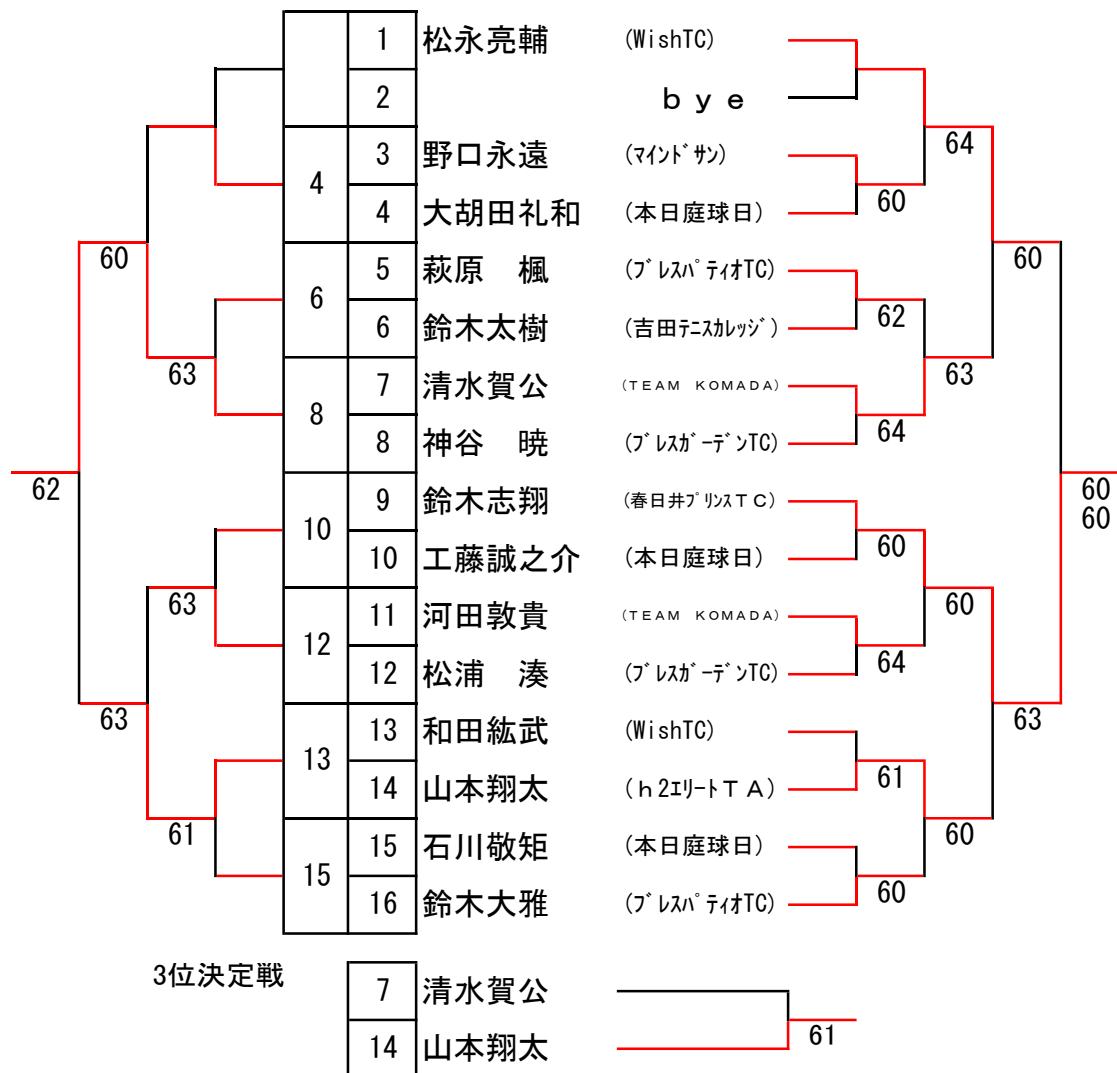 1 松永亮輔 (WishTC)
2 ｂｙｅ
64
3 野口永遠 (ﾏｲﾝﾄﾞｻﾝ)
4
60
4 大胡田礼和 (本日庭球日)
60
60
5 萩原　楓 (ﾌﾞﾚｽﾊﾟﾃｨｵTC)
6
62
6 鈴木太樹 (吉田ﾃﾆｽｶﾚｯｼﾞ)
63
63
7 清水賀公 (ＴＥＡＭ　ＫＯＭＡＤＡ)
8
64
8 神谷　暁 (ﾌﾞﾚｽｶﾞｰﾃﾞﾝTC)
62
60
60
9 鈴木志翔 (春日井ﾌﾟﾘﾝｽＴＣ)
10
60
10 工藤誠之介 (本日庭球日)
63
60
11 河田敦貴 (ＴＥＡＭ　ＫＯＭＡＤＡ)
12
64
12 松浦　湊 (ﾌﾞﾚｽｶﾞｰﾃﾞﾝTC)
63
63
13 和田紘武 (WishTC)
13
61
14 山本翔太 (ｈ2ｴﾘｰﾄＴＡ)
61
60
15 石川敬矩 (本日庭球日)
15
60
16 鈴木大雅 (ﾌﾞﾚｽﾊﾟﾃｨｵTC)
3位決定戦
7 清水賀公
61
14 山本翔太